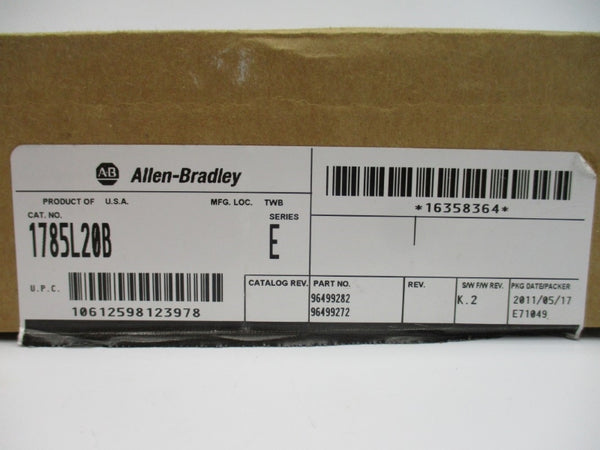 AB Allen-Bradley
*16358364*
PRODUCT OF U.S.A. MFG. LOC. TWB
CAT. NO. SERIES
1785L20B E
U.P.C.
10612598123978
CATALOG REV. PART NO. REV. S/W F/W REV. PKG DATE/PACKER
96499282 K.2 2011/05/17
96499272 E71049